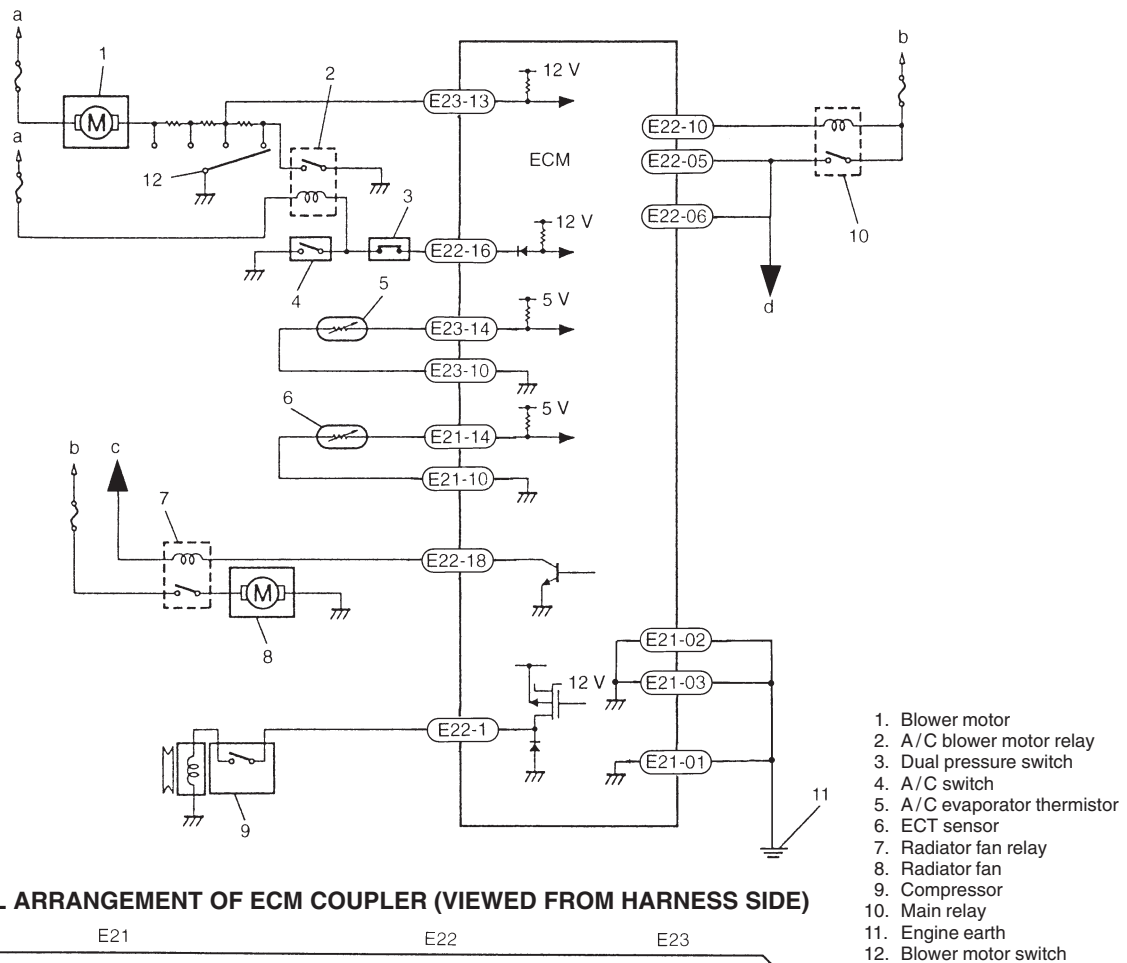 a
1
2
12 V
b
E23-13
E22-10
M
a
ECM
E22-05
12
3
E22-06
12 V
10
E22-16
4
5
5 V
d
E23-14
E23-10
6
5 V
E21-14
b
c
E21-10
7
E22-18
M
8
E21-02
12 V
E21-03
E22-1
E21-01
11
9
1. Blower motor
2. A/C blower motor relay
3. Dual pressure switch
4. A/C switch
5. A/C evaporator thermistor
6. ECT sensor
7. Radiator fan relay
8. Radiator fan
9. Compressor
10. Main relay
11. Engine earth
12. Blower motor switch
L ARRANGEMENT OF ECM COUPLER (VIEWED FROM HARNESS SIDE)
E21
E22
E23